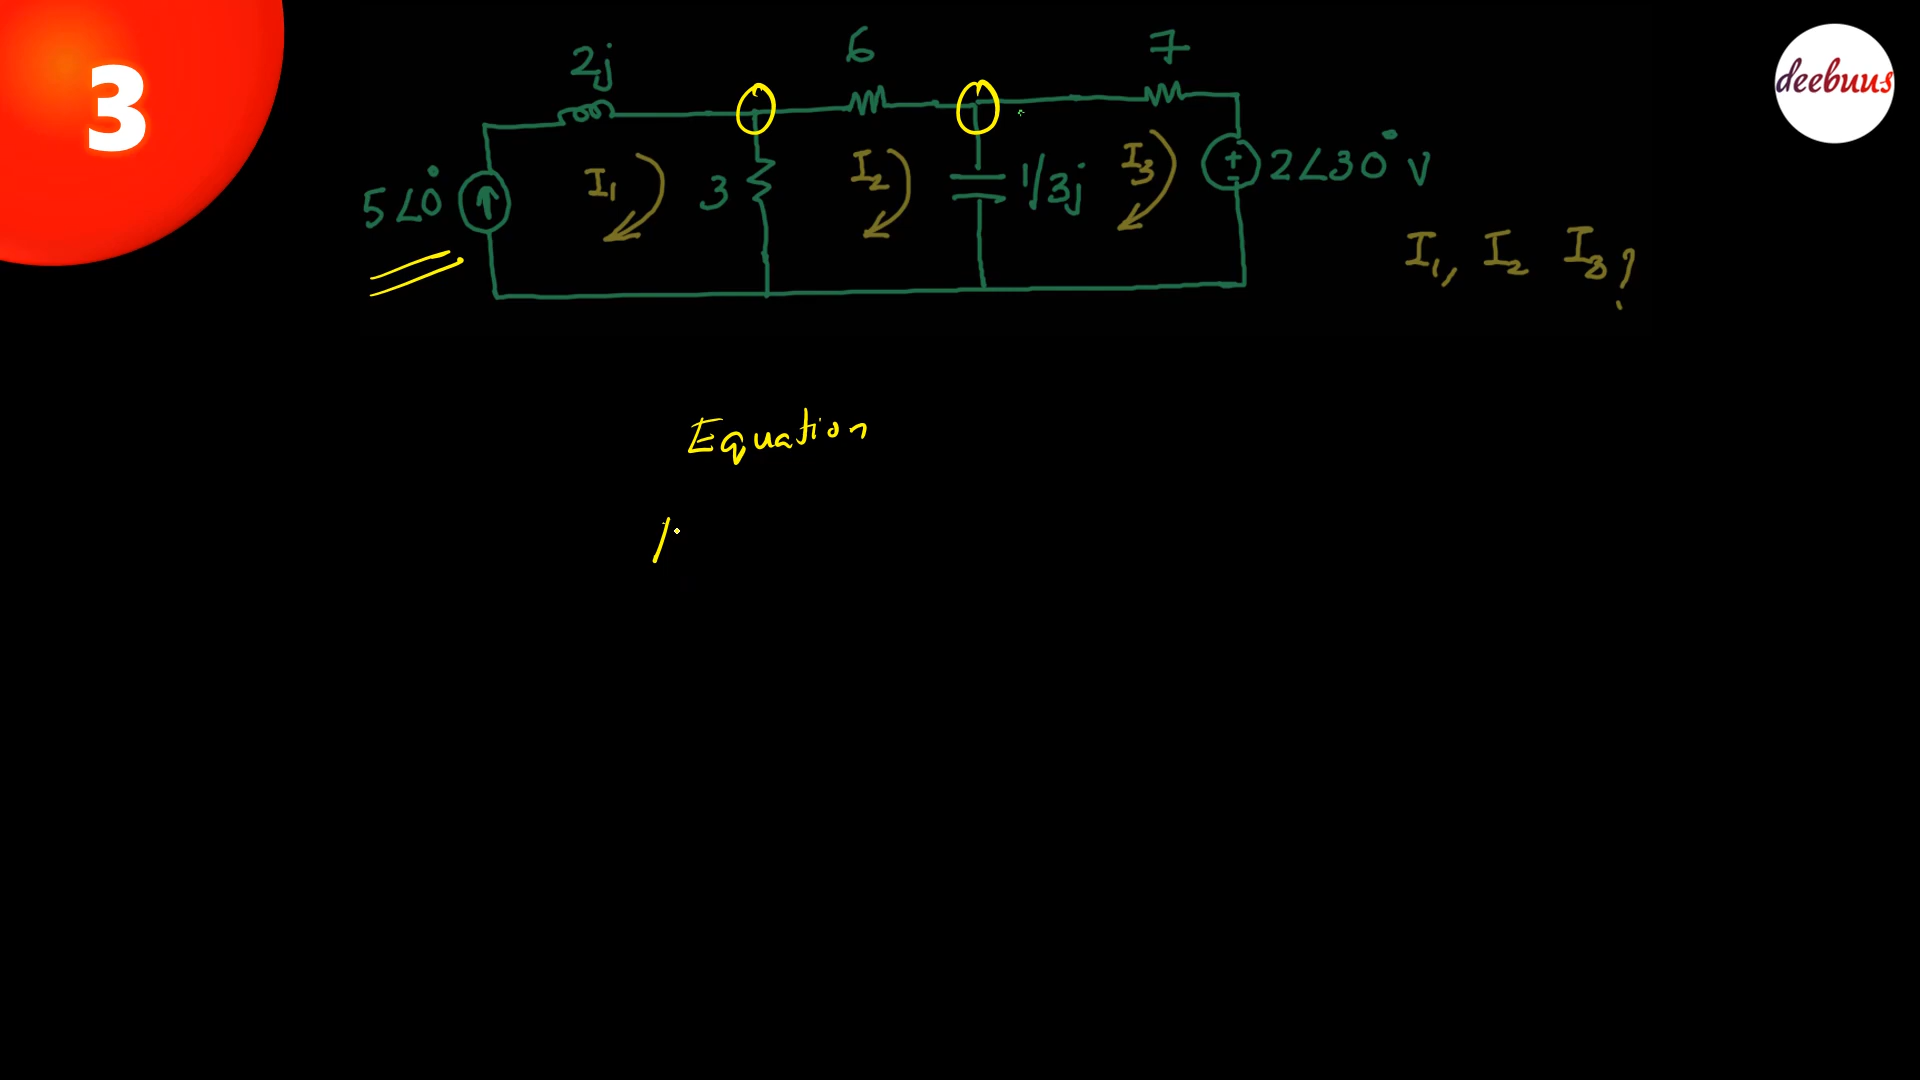 3
deebuus
2j
6
7
5∠0°
I₁
3
I₂
1/3j
I₃
+
-
2∠30° V
I₁, I₂ I₃?
Equation